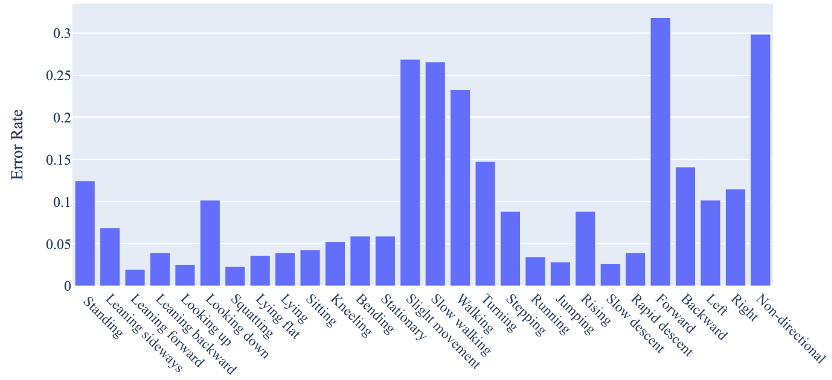 Error Rate
0.3
0.25
0.2
0.15
0.1
0.05
0
Standing
Leaning sideways
Leaning forward
Leaning backward
Looking up
Looking down
Squatting
Lying flat
Lying
Sitting
Kneeling
Bending
Stationary
Slight movement
Slow walking
Walking
Turning
Stepping
Running
Jumping
Rising
Slow descent
Rapid descent
Forward
Backward
Left
Right
Non-directional